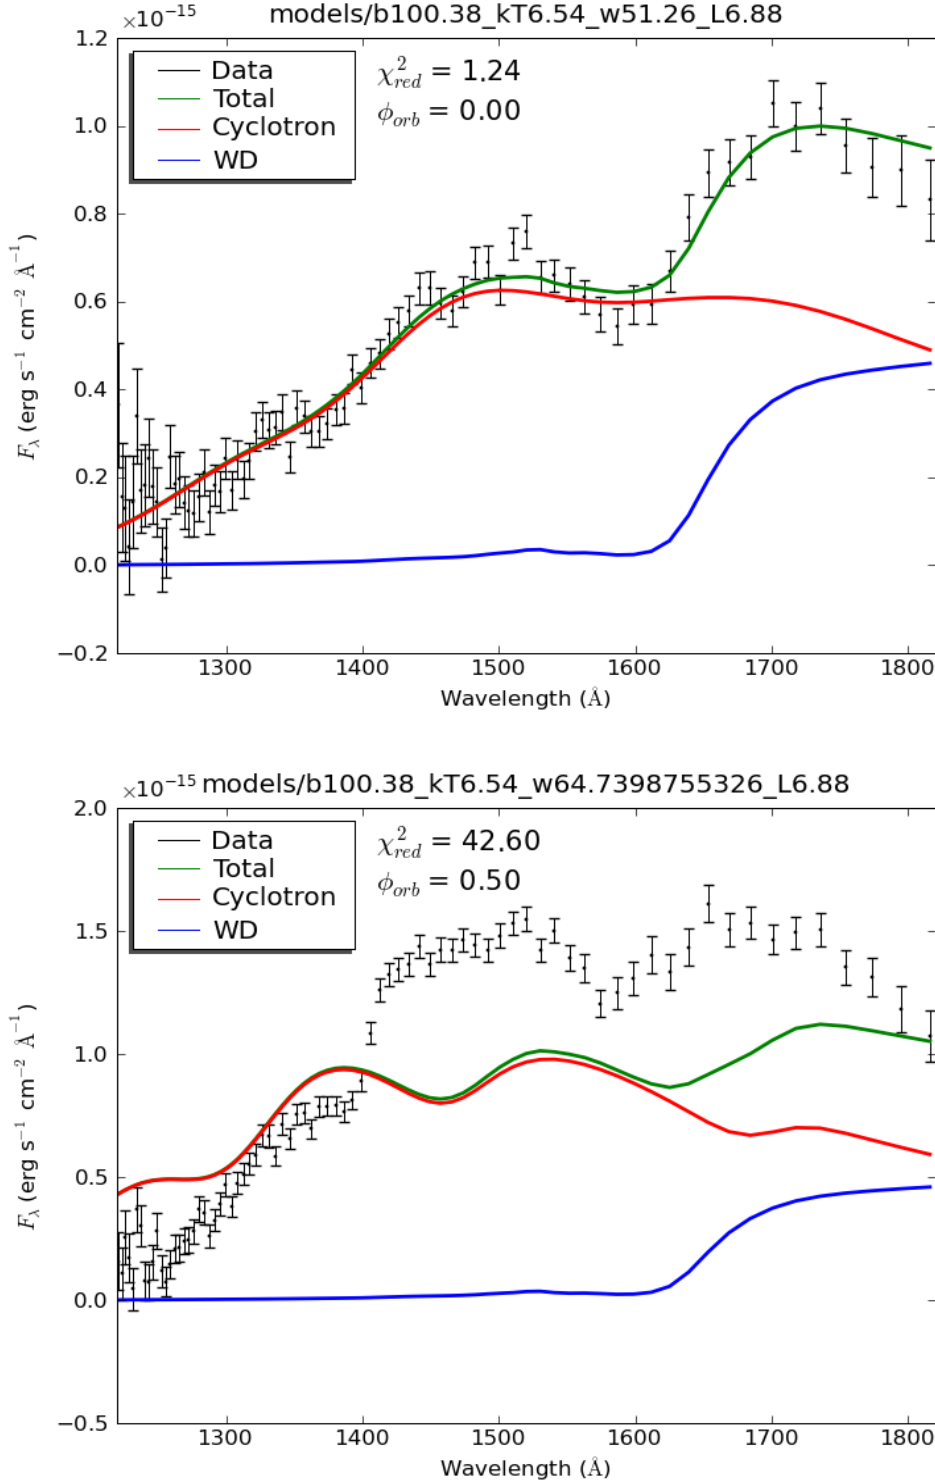 models/b100.38_kT6.54_w51.26_L6.88
×10⁻¹⁵
1.2
1.0
0.8
0.6
0.4
0.2
0.0
−0.2
Data
Total
Cyclotron
WD
χ²red = 1.24
ϕorb = 0.00
Fλ (erg s⁻¹ cm⁻² Å⁻¹)
1300 1400 1500 1600 1700 1800
Wavelength (Å)
models/b100.38_kT6.54_w64.7398755326_L6.88
×10⁻¹⁵
2.0
1.5
1.0
0.5
0.0
−0.5
Data
Total
Cyclotron
WD
χ²red = 42.60
ϕorb = 0.50
Fλ (erg s⁻¹ cm⁻² Å⁻¹)
1300 1400 1500 1600 1700 1800
Wavelength (Å)